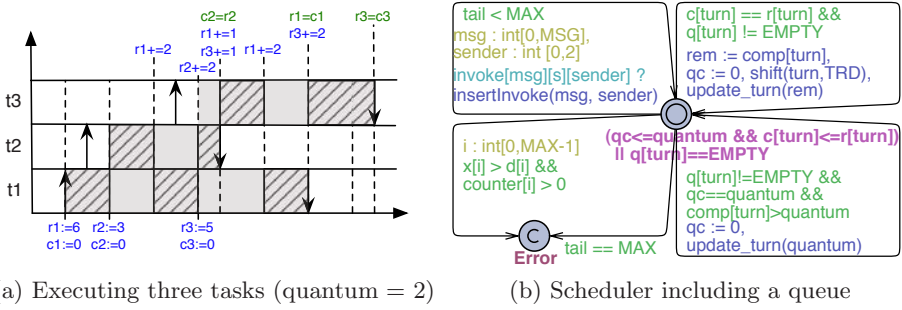 c2=r2
r1+=1
r3+=1
r2+=2
r1+=2
r1+=2
r1=c1
r3+=2
r3=c3
t3
t2
t1
r1:=6
c1:=0
r2:=3
c2:=0
r3:=5
c3:=0
a) Executing three tasks (quantum = 2)
tail < MAX
msg : int[0,MSG],
sender : int [0,2]
invoke[msg][s][sender] ?
insertInvoke(msg, sender)
c[turn] == r[turn] &&
q[turn] != EMPTY
rem := comp[turn],
qc := 0, shift(turn,TRD),
update_turn(rem)
(qc<=quantum && c[turn]<=r[turn])
|| q[turn]==EMPTY
i : int[0,MAX-1]
x[i] > d[i] &&
counter[i] > 0
C
Error
tail == MAX
q[turn]!=EMPTY &&
qc==quantum &&
comp[turn]>quantum
qc := 0,
update_turn(quantum)
(b) Scheduler including a queue